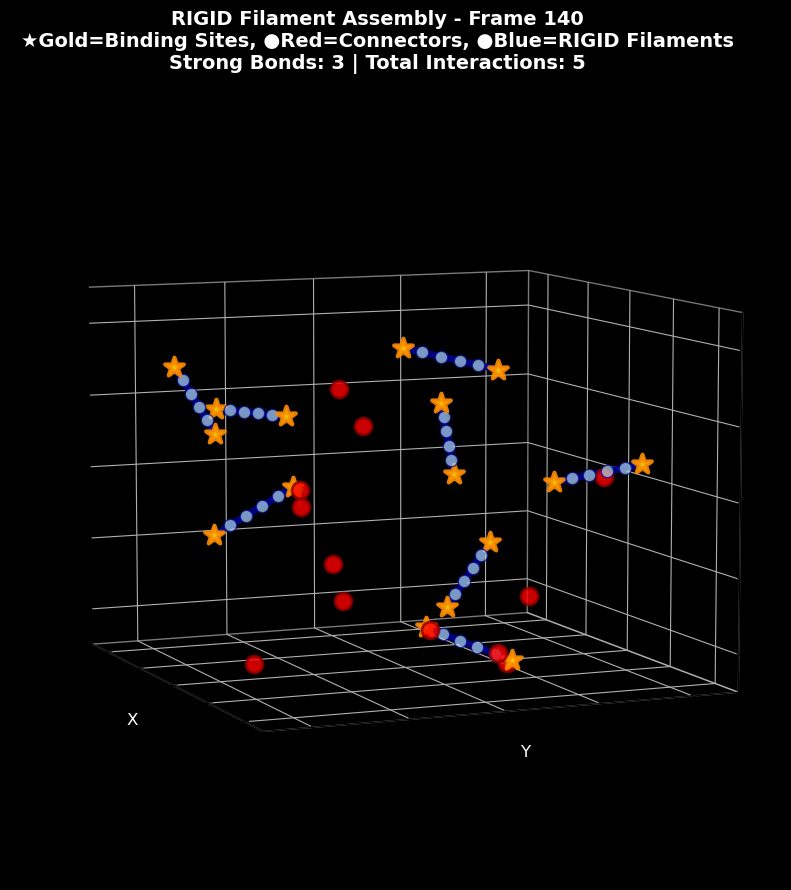 RIGID Filament Assembly - Frame 140
★Gold=Binding Sites, ●Red=Connectors, ●Blue=RIGID Filaments
Strong Bonds: 3 | Total Interactions: 5
X
Y